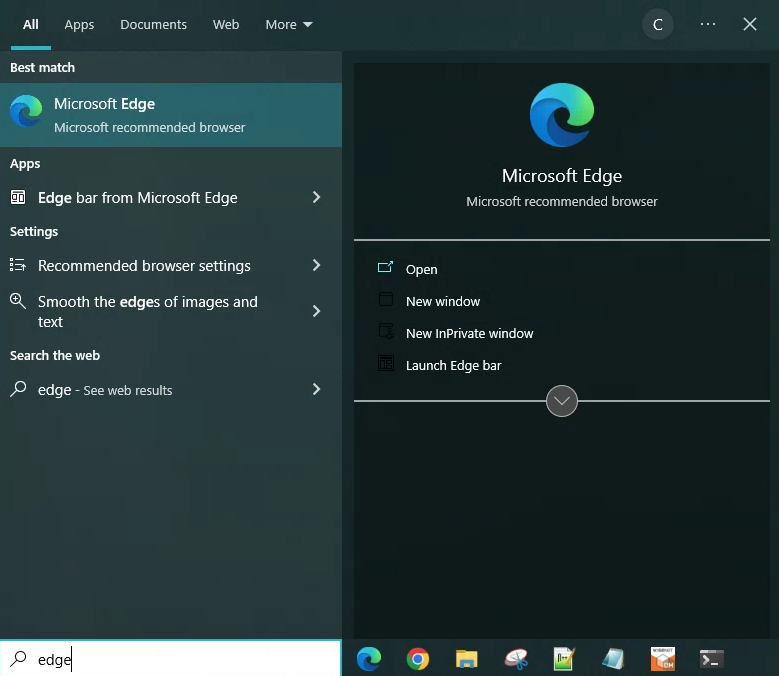 All Apps Documents Web More C
Best match
Microsoft Edge
Microsoft recommended browser
Apps
Edge bar from Microsoft Edge
Settings
Recommended browser settings
Smooth the edges of images and
text
Search the web
edge - See web results
Microsoft Edge
Microsoft recommended browser
Open
New window
New InPrivate window
Launch Edge bar
edge